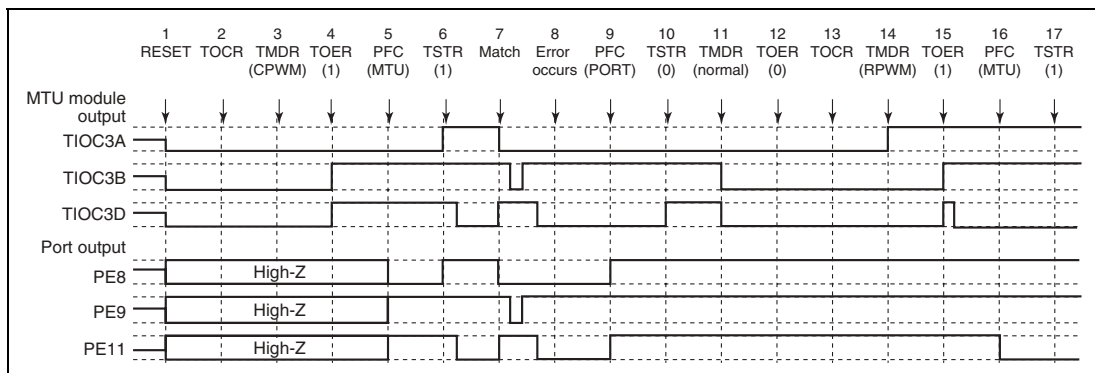 1 2 3 4 5 6 7 8 9 10 11 12 13 14 15 16 17
RESET TOCR TMDR TOER PFC TSTR Match Error PFC TSTR TMDR TOER TOCR TMDR TOER PFC TSTR
(CPWM) (1) (MTU) (1) occurs (PORT) (0) (normal) (0) (RPWM) (1) (MTU) (1)
MTU module
output
TIOC3A
TIOC3B
TIOC3D
Port output
PE8 High-Z
PE9 High-Z
PE11 High-Z